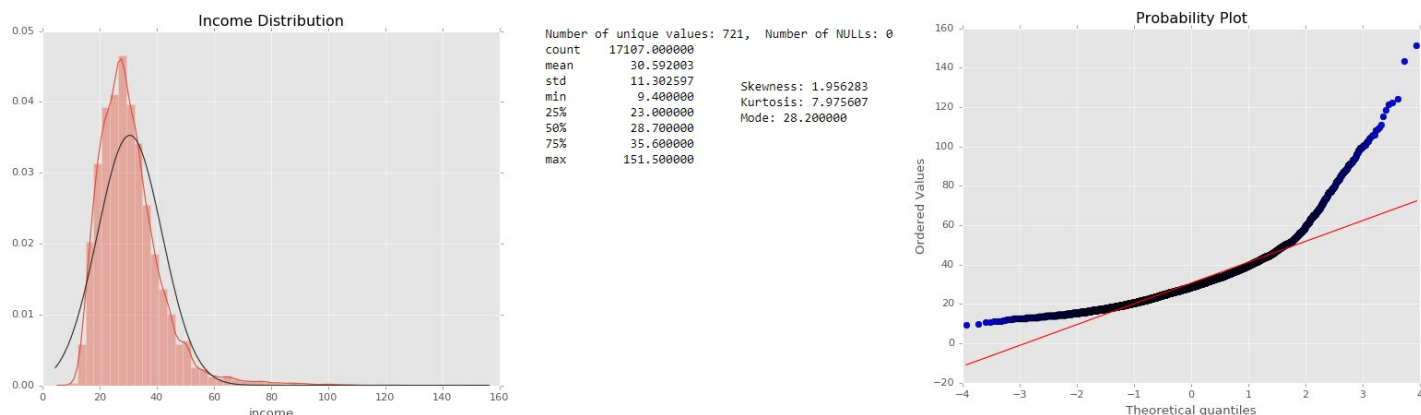 Income Distribution
0.05
0.04
0.03
0.02
0.01
0.00
0 20 40 60 80 100 120 140 160
income
Number of unique values: 721, Number of NULLs: 0
count 17107.000000
mean 30.592003
std 11.302597
min 9.400000
25% 23.000000
50% 28.700000
75% 35.600000
max 151.500000
Skewness: 1.956283
Kurtosis: 7.975607
Mode: 28.200000
Probability Plot
Ordered Values
160
140
120
100
80
60
40
20
0
−20
−4 −3 −2 −1 0 1 2 3 4
Theoretical quantiles